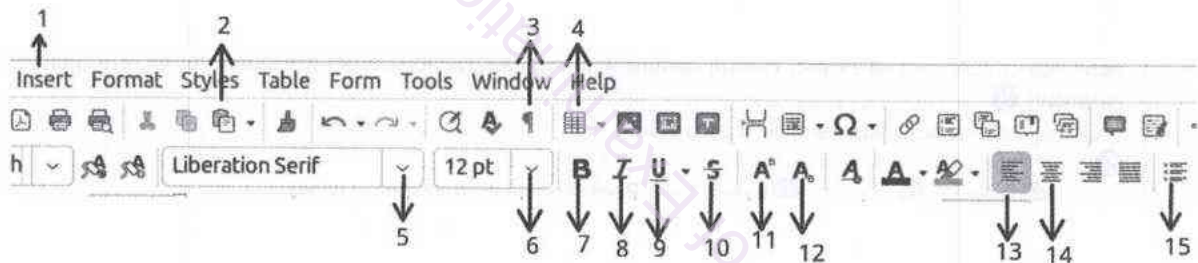 1 2 3 4
Insert Format Styles Table Form Tools Window Help
h Liberation Serif 12 pt B I U S A A A A
5 6 7 8 9 10 11 12 13 14 15